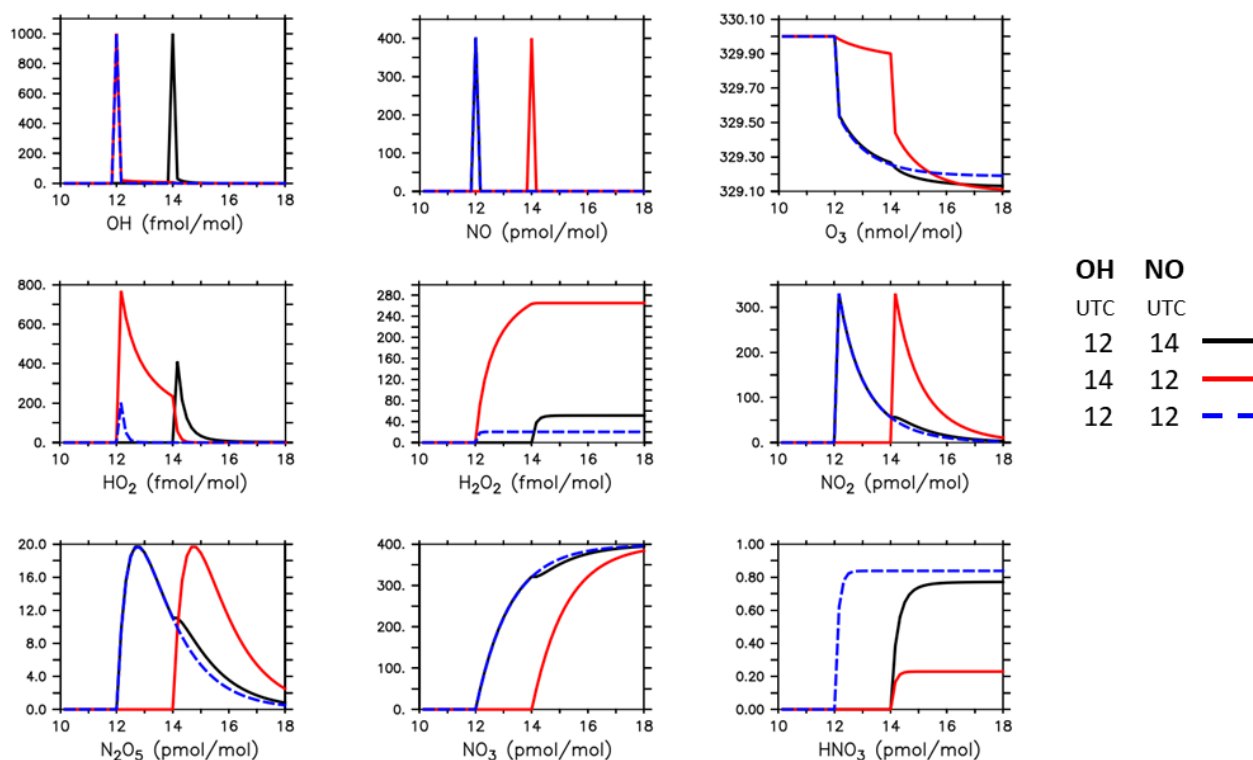 1000.
800.
600.
400.
200.
0.
10 12 14 16 18
OH (fmol/mol)
400.
300.
200.
100.
0.
10 12 14 16 18
NO (pmol/mol)
330.10
329.90
329.70
329.50
329.30
329.10
10 12 14 16 18
O₃ (nmol/mol)
800.
600.
400.
200.
0.
10 12 14 16 18
HO₂ (fmol/mol)
280.
240.
200.
160.
120.
80.
40.
0.
10 12 14 16 18
H₂O₂ (fmol/mol)
300.
200.
100.
0.
10 12 14 16 18
NO₂ (pmol/mol)
OH NO
UTC UTC
12 14
14 12
12 12
20.0
16.0
12.0
8.0
4.0
0.0
10 12 14 16 18
N₂O₅ (pmol/mol)
400.
300.
200.
100.
0.
10 12 14 16 18
NO₃ (pmol/mol)
1.00
0.80
0.60
0.40
0.20
0.00
10 12 14 16 18
HNO₃ (pmol/mol)